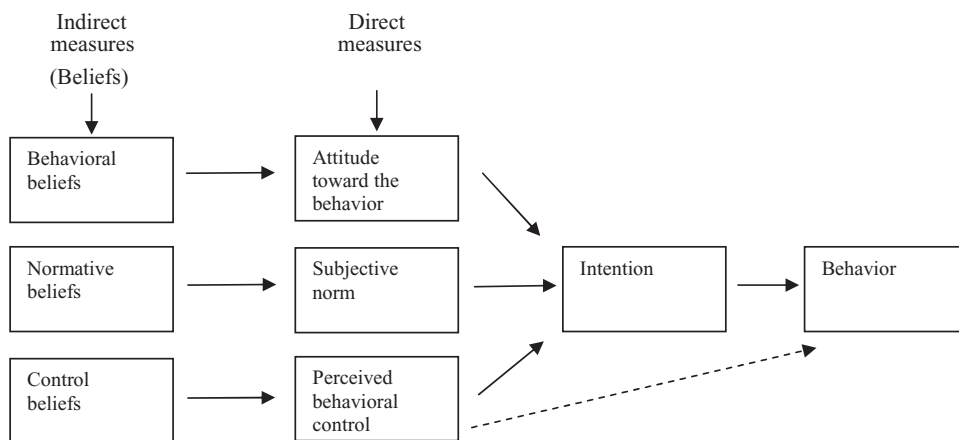 Indirect
measures
(Beliefs)
Direct
measures
Behavioral
beliefs
Attitude
toward the
behavior
Normative
beliefs
Subjective
norm
Intention
Behavior
Control
beliefs
Perceived
behavioral
control